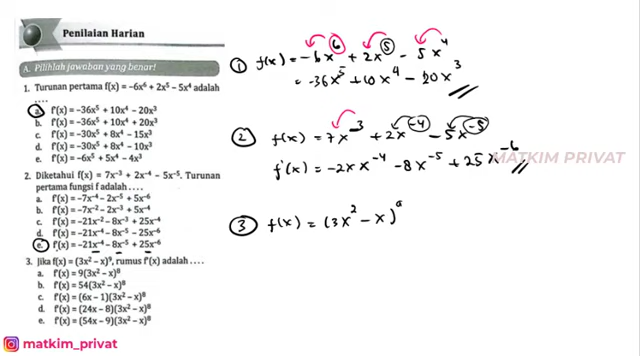 Penilaian Harian
A. Pilihlah jawaban yang benar!
1. Turunan pertama f(x) = -6x⁶ + 2x⁵ - 5x⁴ adalah
....
a. f'(x) = -36x⁵ + 10x⁴ - 20x³
b. f'(x) = -36x⁵ + 10x⁴ + 20x³
c. f'(x) = -30x⁵ + 8x⁴ - 15x³
d. f'(x) = -30x⁵ + 8x⁴ - 10x³
e. f'(x) = -6x⁵ + 5x⁴ - 4x³
2. Diketahui f(x) = 7x⁻³ + 2x⁻⁴ - 5x⁻⁵. Turunan
pertama fungsi f adalah ....
a. f'(x) = -7x⁻⁴ - 2x⁻⁵ + 5x⁻⁶
b. f'(x) = -7x⁻² - 2x⁻³ + 5x⁻⁴
c. f'(x) = -21x⁻² - 8x⁻³ + 25x⁻⁴
d. f'(x) = -21x⁻⁴ - 8x⁻⁵ - 25x⁻⁶
e. f'(x) = -21x⁻⁴ - 8x⁻⁵ + 25x⁻⁶
3. Jika f(x) = (3x² - x)⁹, rumus f'(x) adalah ....
a. f'(x) = 9(3x² - x)⁸
b. f'(x) = 54(3x² - x)⁸
c. f'(x) = (6x - 1)(3x² - x)⁸
d. f'(x) = (24x - 8)(3x² - x)⁸
e. f'(x) = (54x - 9)(3x² - x)⁸
① f(x) = -6x⁶ + 2x⁵ - 5x⁴
= -36x⁵ + 10x⁴ - 20x³
② f(x) = 7x⁻³ + 2x⁻⁴ - 5x⁻⁵
f'(x) = -2x x⁻⁴ - 8x⁻⁵ + 25x⁻⁶
MATKIM PRIVAT
③ f(x) = (3x² - x)
matkim_privat